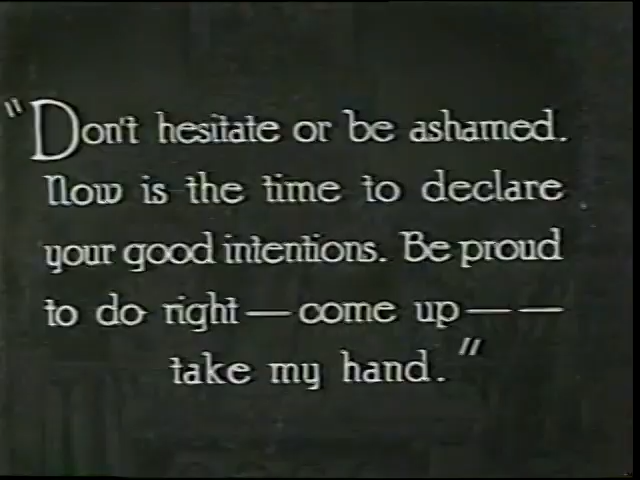 "Don't hesitate or be ashamed.
Now is the time to declare
your good intentions. Be proud
to do right — come up — —
take my hand."